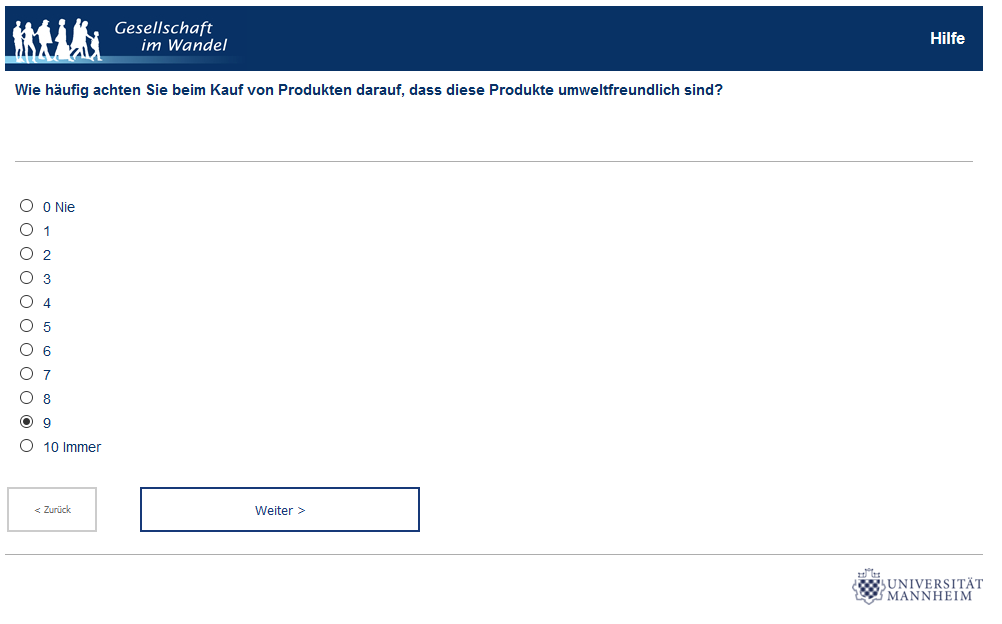 Gesellschaft
im Wandel
Hilfe
Wie häufig achten Sie beim Kauf von Produkten darauf, dass diese Produkte umweltfreundlich sind?
0 Nie
1
2
3
4
5
6
7
8
9
10 Immer
< Zurück
Weiter >
UNIVERSITÄT
MANNHEIM